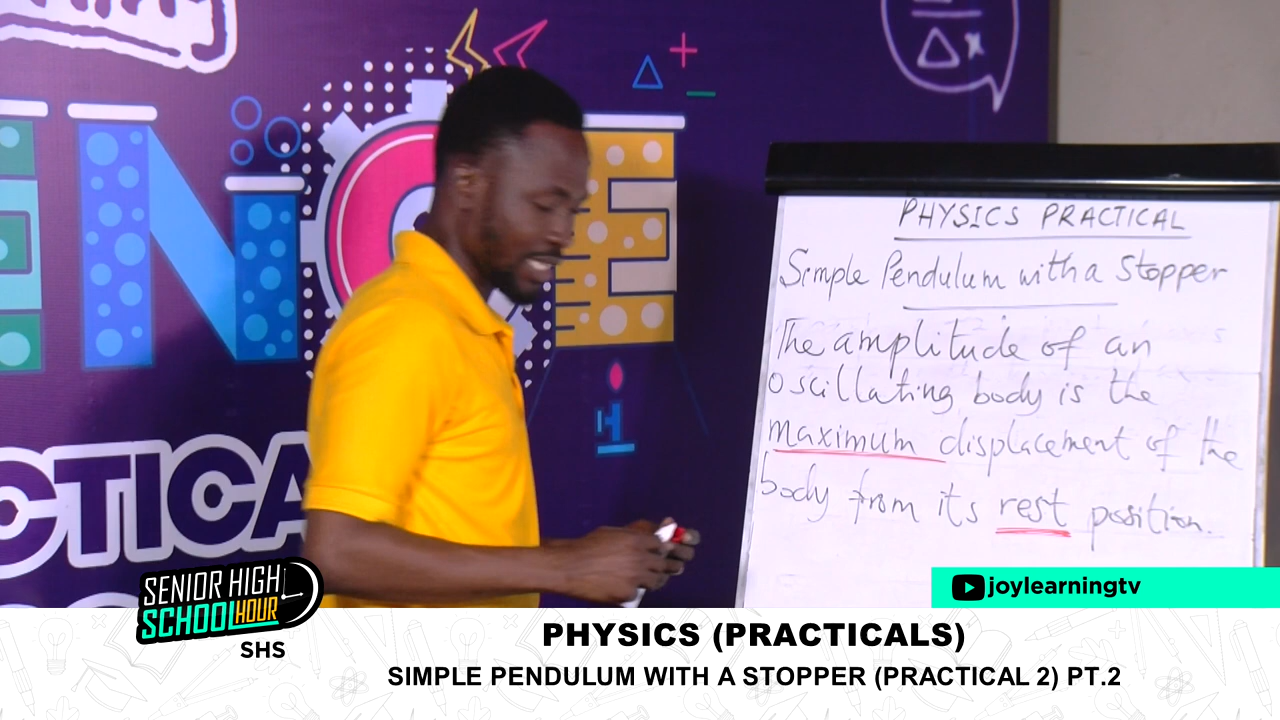 ENCE
CTICA
PHYSICS PRACTICAL
Simple Pendulum with a Stopper
The amplitude of an
oscillating body is the
maximum displacement of the
body from its rest position.
SENIOR HIGH
SCHOOL HOUR
SHS
joylearningtv
PHYSICS (PRACTICALS)
SIMPLE PENDULUM WITH A STOPPER (PRACTICAL 2) PT.2